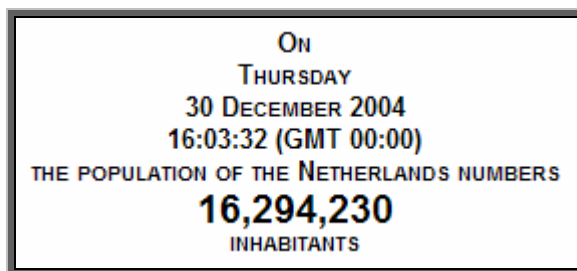 On
Thursday
30 December 2004
16:03:32 (GMT 00:00)
the population of the Netherlands numbers
16,294,230
inhabitants